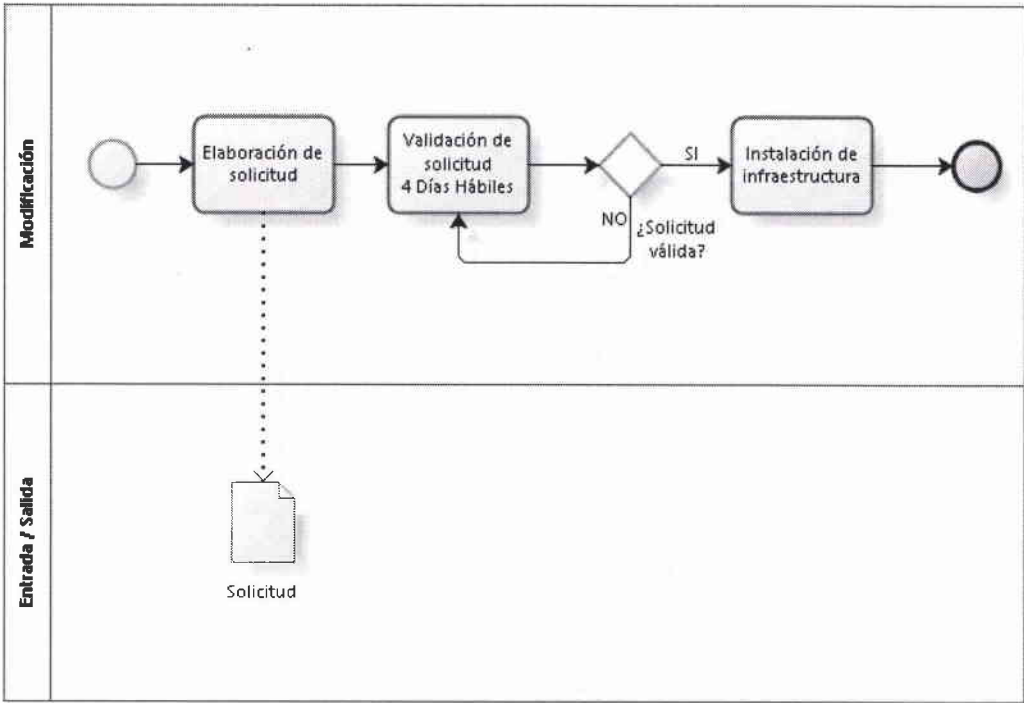 Modificación
Elaboración de
solicitud
Validación de
solicitud
4 Días Hábiles
SI
NO
¿Solicitud
válida?
Instalación de
infraestructura
Entrada / Salida
Solicitud